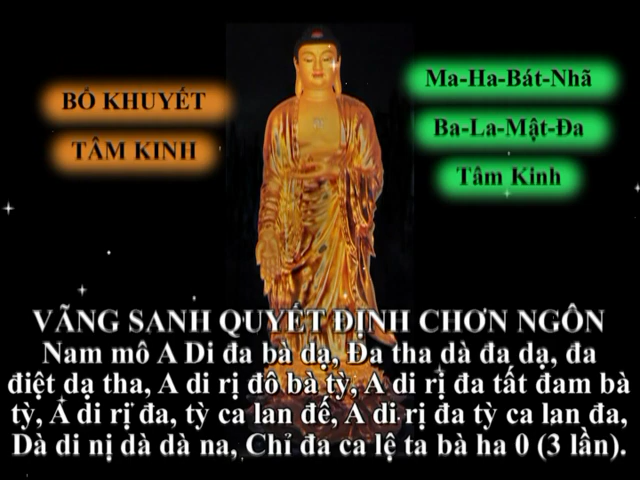 BỔ KHUYẾT
TÂM KINH
Ma-Ha-Bát-Nhã
Ba-La-Mật-Đa
Tâm Kinh
VÃNG SANH QUYẾT ĐỊNH CHƠN NGÔN
Nam mô A Di đa bà dạ, Đa tha dà đa dạ, đa
điệt dạ tha, A di rị đô bà tỳ, A di rị đa tất đam bà
tỳ, A di rị đa, tỳ ca lan đế, A di rị đa tỳ ca lan đa,
Dà di nị dà dà na, Chỉ đa ca lệ ta bà ha 0 (3 lần).